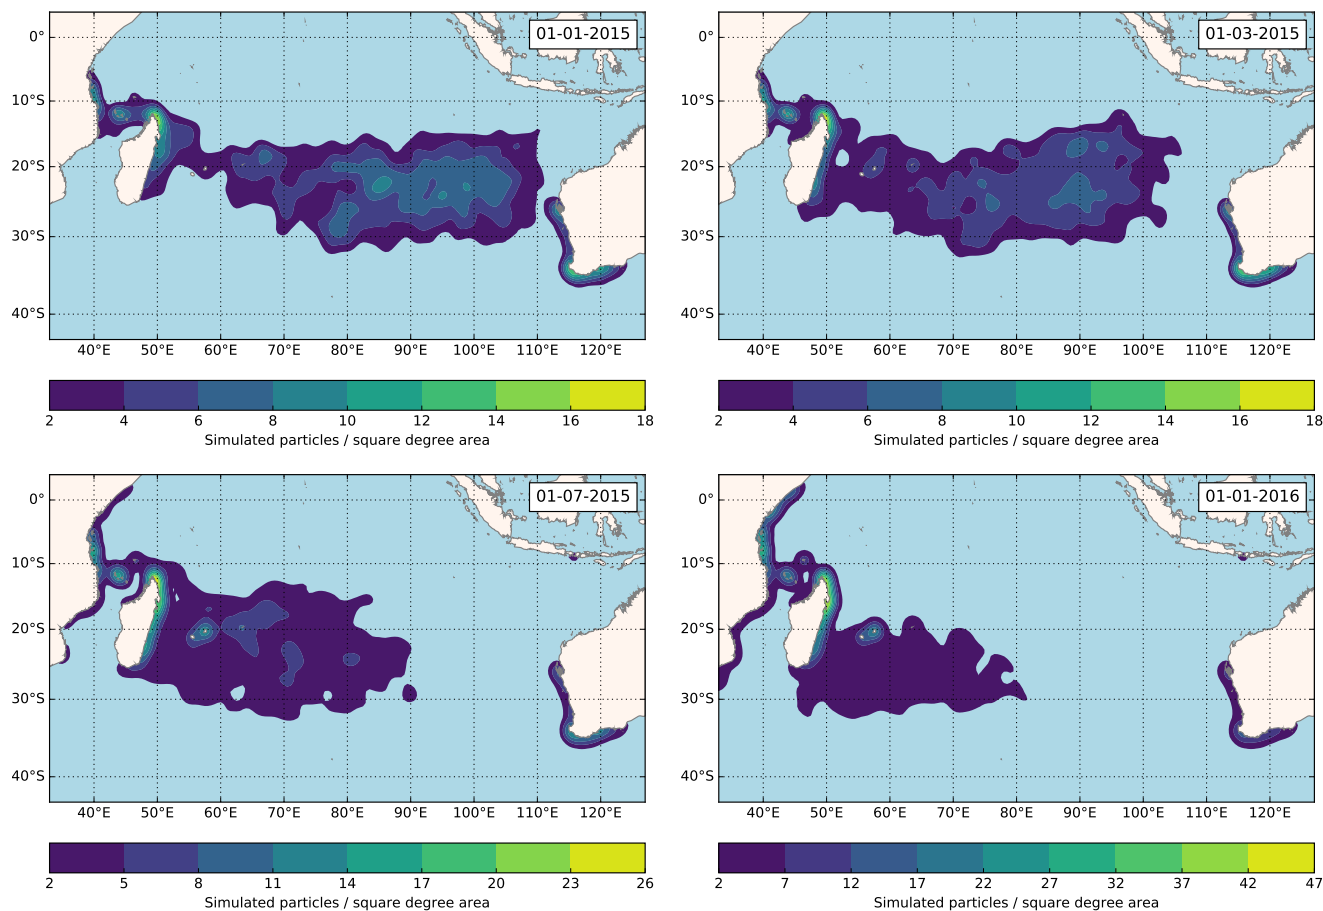 01-01-2015
0°
10°S
20°S
30°S
40°S
40°E 50°E 60°E 70°E 80°E 90°E 100°E 110°E 120°E
2 4 6 8 10 12 14 16 18
Simulated particles / square degree area
01-03-2015
0°
10°S
20°S
30°S
40°S
40°E 50°E 60°E 70°E 80°E 90°E 100°E 110°E 120°E
2 4 6 8 10 12 14 16 18
Simulated particles / square degree area
01-07-2015
0°
10°S
20°S
30°S
40°S
40°E 50°E 60°E 70°E 80°E 90°E 100°E 110°E 120°E
2 5 8 11 14 17 20 23 26
Simulated particles / square degree area
01-01-2016
0°
10°S
20°S
30°S
40°S
40°E 50°E 60°E 70°E 80°E 90°E 100°E 110°E 120°E
2 7 12 17 22 27 32 37 42 47
Simulated particles / square degree area